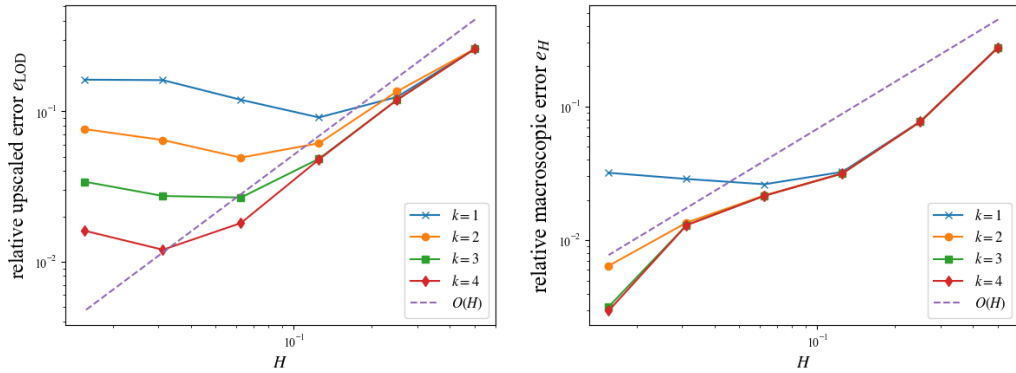 relative upscaled error e_LOD
10^{-1}
10^{-2}
k = 1
k = 2
k = 3
k = 4
O(H)
10^{-1}
H
relative macroscopic error e_H
10^{-1}
10^{-2}
k = 1
k = 2
k = 3
k = 4
O(H)
10^{-1}
H